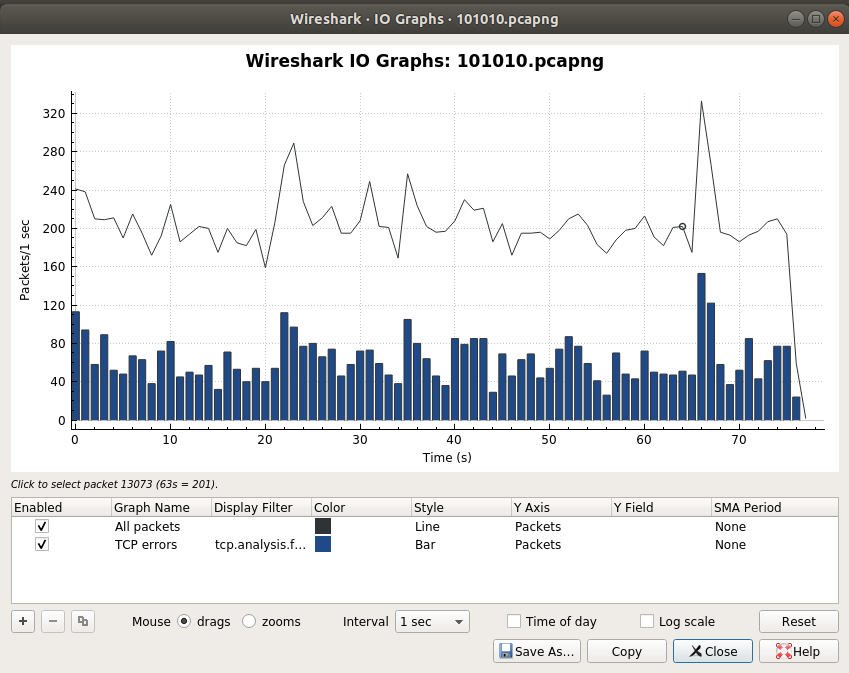 Wireshark · IO Graphs · 101010.pcapng
Wireshark IO Graphs: 101010.pcapng
Packets/1 sec
320
280
240
200
160
120
80
40
0
0 10 20 30 40 50 60 70
Time (s)
Click to select packet 13073 (63s = 201).
Enabled Graph Name Display Filter Color Style Y Axis Y Field SMA Period
All packets Line Packets None
TCP errors tcp.analysis.f… Bar Packets None
Mouse drags zooms Interval 1 sec Time of day Log scale Reset
Save As… Copy Close Help